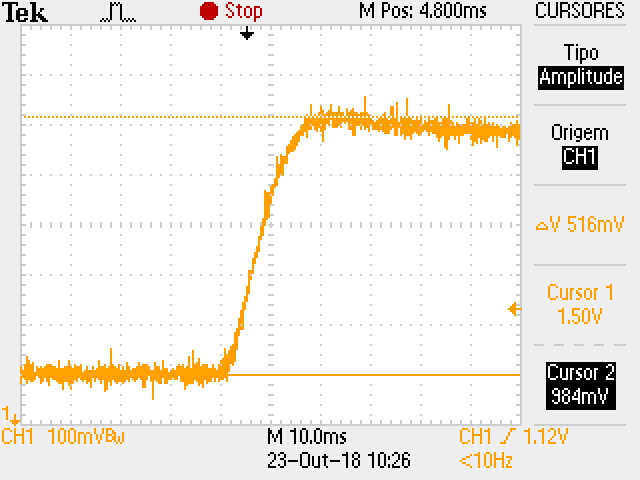 Tek Stop M Pos: 4.800ms CURSORES
Tipo
Amplitude
Origem
CH1
△V 516mV
Cursor 1
1.50V
Cursor 2
984mV
1
CH1 100mVBw M 10.0ms CH1 1.12V
23-Out-18 10:26 <10Hz